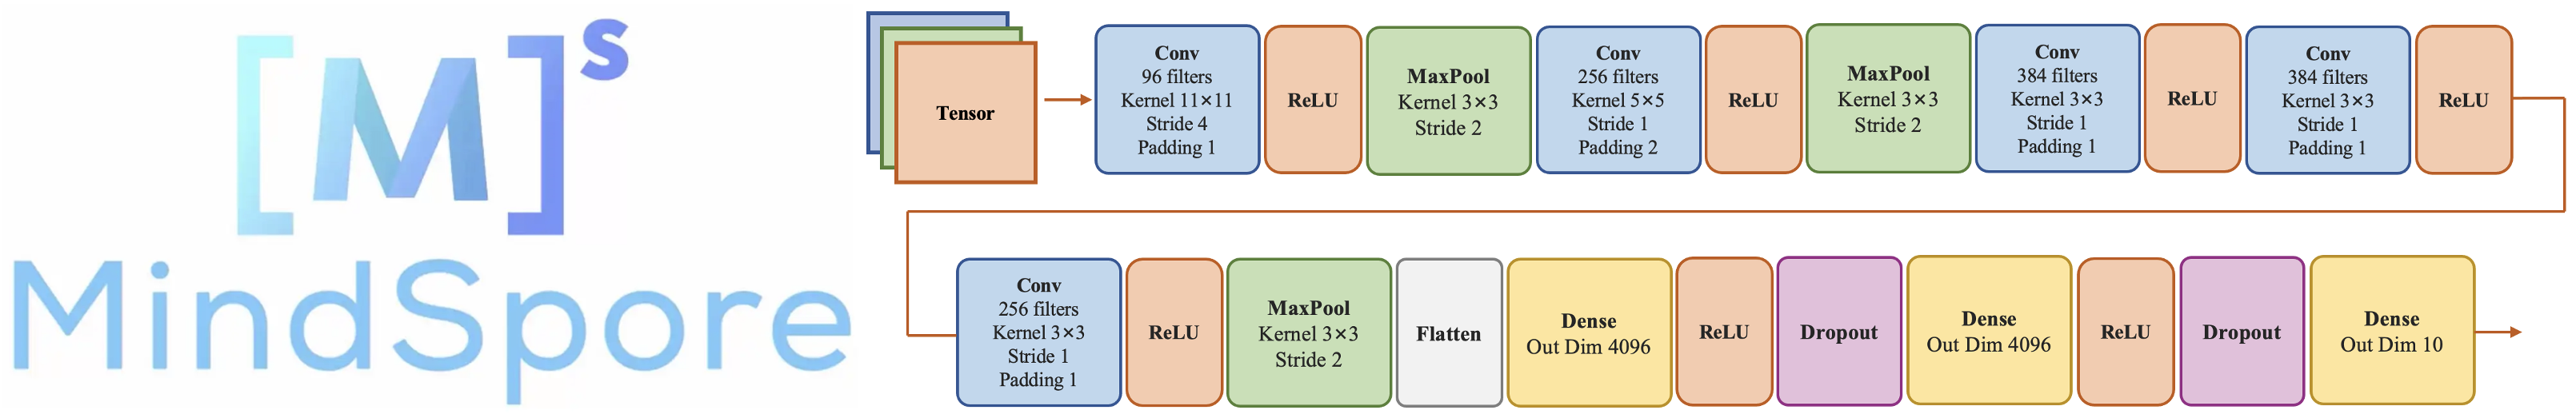 [M]s
MindSpore
Tensor
Conv
96 filters
Kernel 11×11
Stride 4
Padding 1
ReLU
MaxPool
Kernel 3×3
Stride 2
Conv
256 filters
Kernel 5×5
Stride 1
Padding 2
ReLU
MaxPool
Kernel 3×3
Stride 2
Conv
384 filters
Kernel 3×3
Stride 1
Padding 1
ReLU
Conv
384 filters
Kernel 3×3
Stride 1
Padding 1
ReLU
Conv
256 filters
Kernel 3×3
Stride 1
Padding 1
ReLU
MaxPool
Kernel 3×3
Stride 2
Flatten
Dense
Out Dim 4096
ReLU
Dropout
Dense
Out Dim 4096
ReLU
Dropout
Dense
Out Dim 10